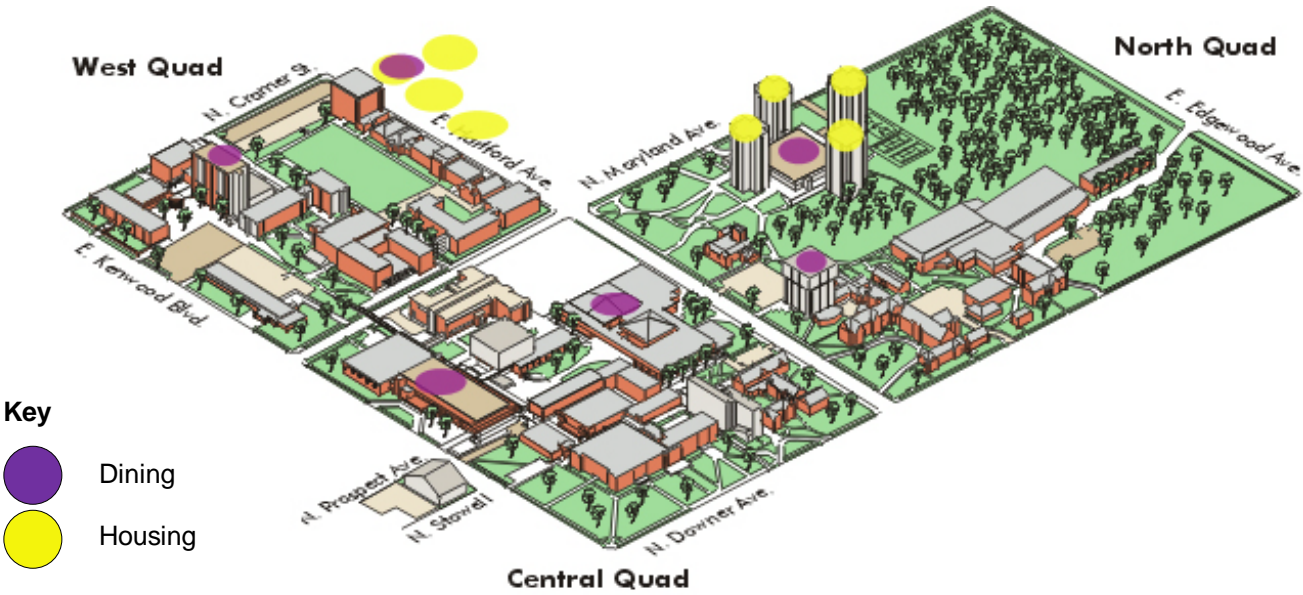 West Quad
North Quad
N. Cramer St.
E. Hartford Ave.
N. Maryland Ave.
E. Edgewood Ave.
E. Kenwood Blvd.
Key
Dining
Housing
N. Prospect Ave.
N. Stowell
N. Downer Ave.
Central Quad